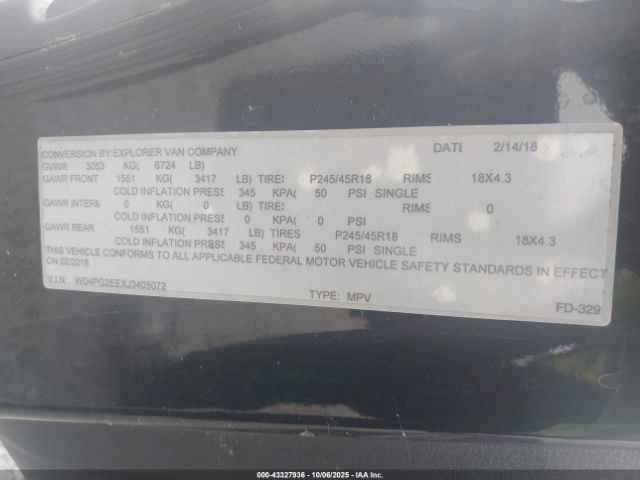 CONVERSION BY:EXPLORER VAN COMPANY DATE 2/14/18
GVWR 3053 KG( 6724 LB)
GAWR FRONT 1551 KG( 3417 LB) TIRES P245/45R18 RIMS 18X4.3
COLD INFLATION PRESS 345 KPA( 50 PSI SINGLE
GAWR INTERM 0 KG( 0 LB) TIRES RIMS 0
COLD INFLATION PRESS 0 KPA( 0 PSI
GAWR REAR 1551 KG( 3417 LB) TIRES P245/45R18 RIMS 18X4.3
COLD INFLATION PRESS 345 KPA( 50 PSI SINGLE
THIS VEHICLE CONFORMS TO ALL APPLICABLE FEDERAL MOTOR VEHICLE SAFETY STANDARDS IN EFFECT
ON 02/2018
V.I.N. WD4PG2EEXJ3405072
TYPE: MPV
FD-329
© 00-43327936 - 10/06/2025 - IAA Inc.